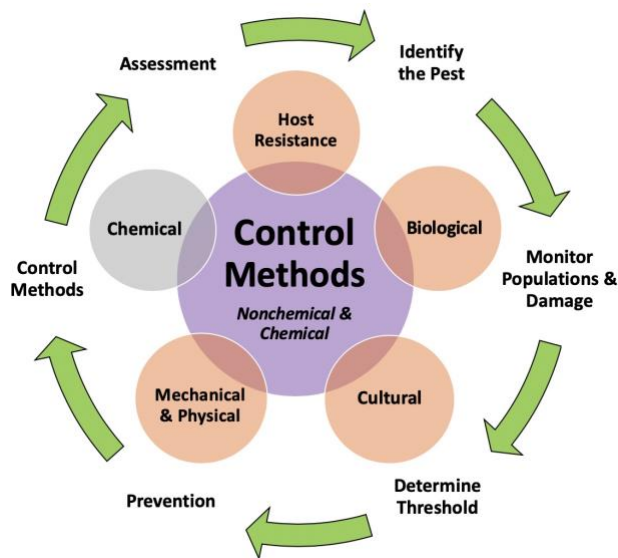 Assessment
Identify
the Pest
Host
Resistance
Chemical
Biological
Control
Methods
Nonchemical &
Chemical
Control
Methods
Monitor
Populations &
Damage
Mechanical
& Physical
Cultural
Prevention
Determine
Threshold